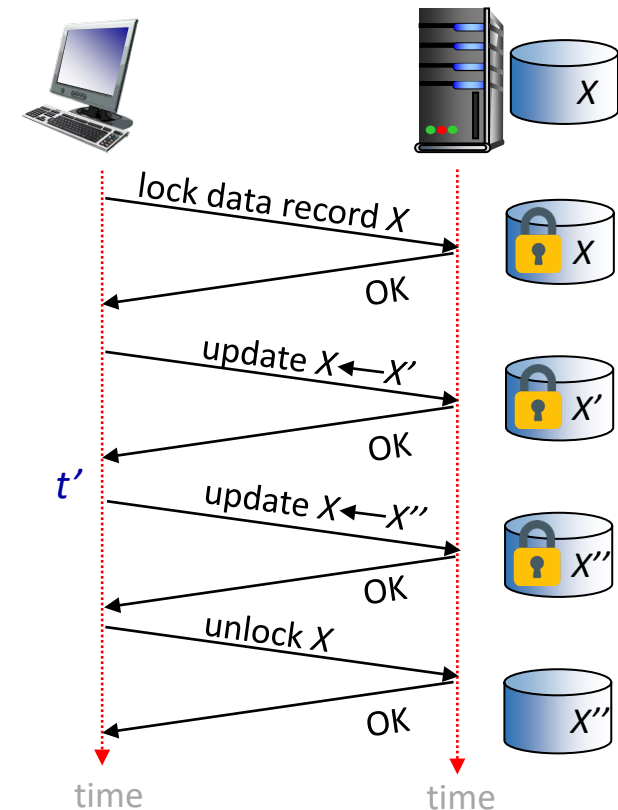 X
lock data record X
X
OK
update X ← X'
X'
OK
t'
update X ← X''
X''
OK
unlock X
X''
OK
time
time